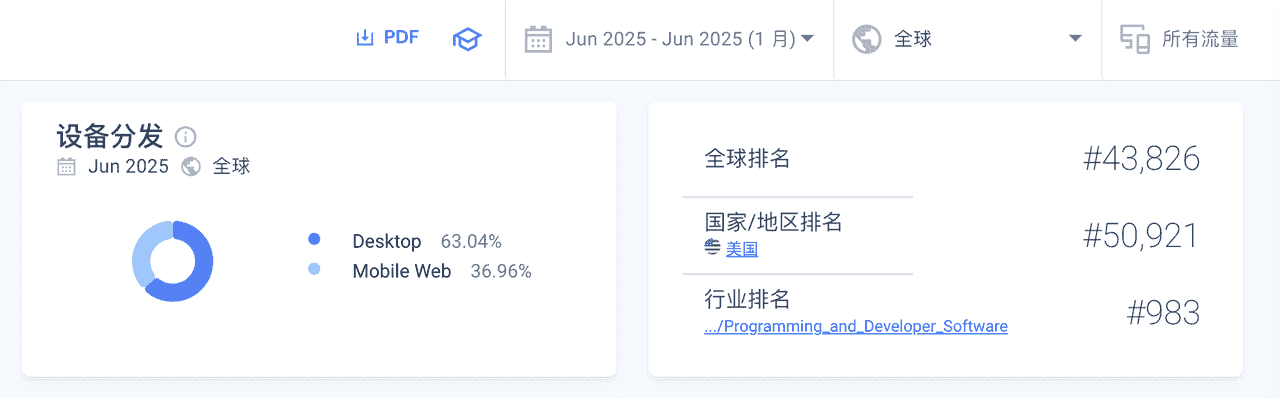 PDF
Jun 2025 - Jun 2025 (1 月)
全球
所有流量
设备分发
Jun 2025 全球
Desktop 63.04%
Mobile Web 36.96%
全球排名 #43,826
国家/地区排名 #50,921
美国
行业排名 #983
.../Programming_and_Developer_Software